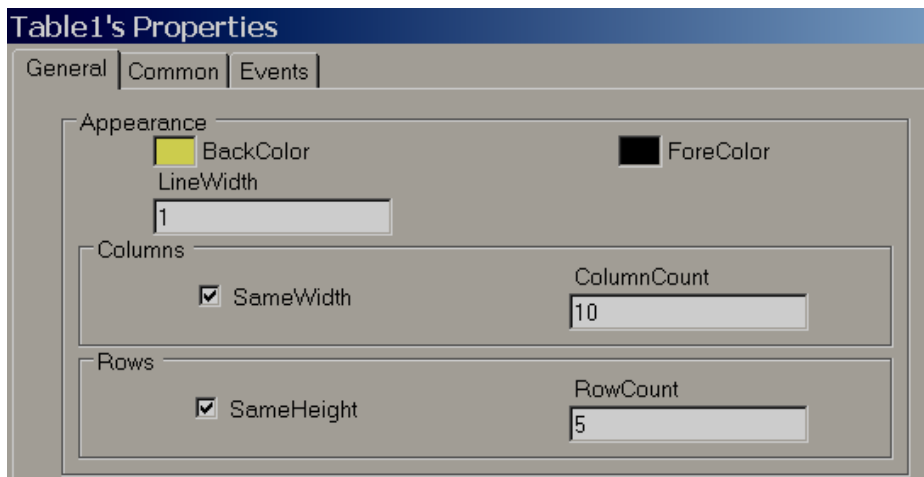 Table1's Properties
General Common Events
Appearance
BackColor ForeColor
LineWidth
1
Columns
SameWidth
ColumnCount
10
Rows
SameHeight
RowCount
5